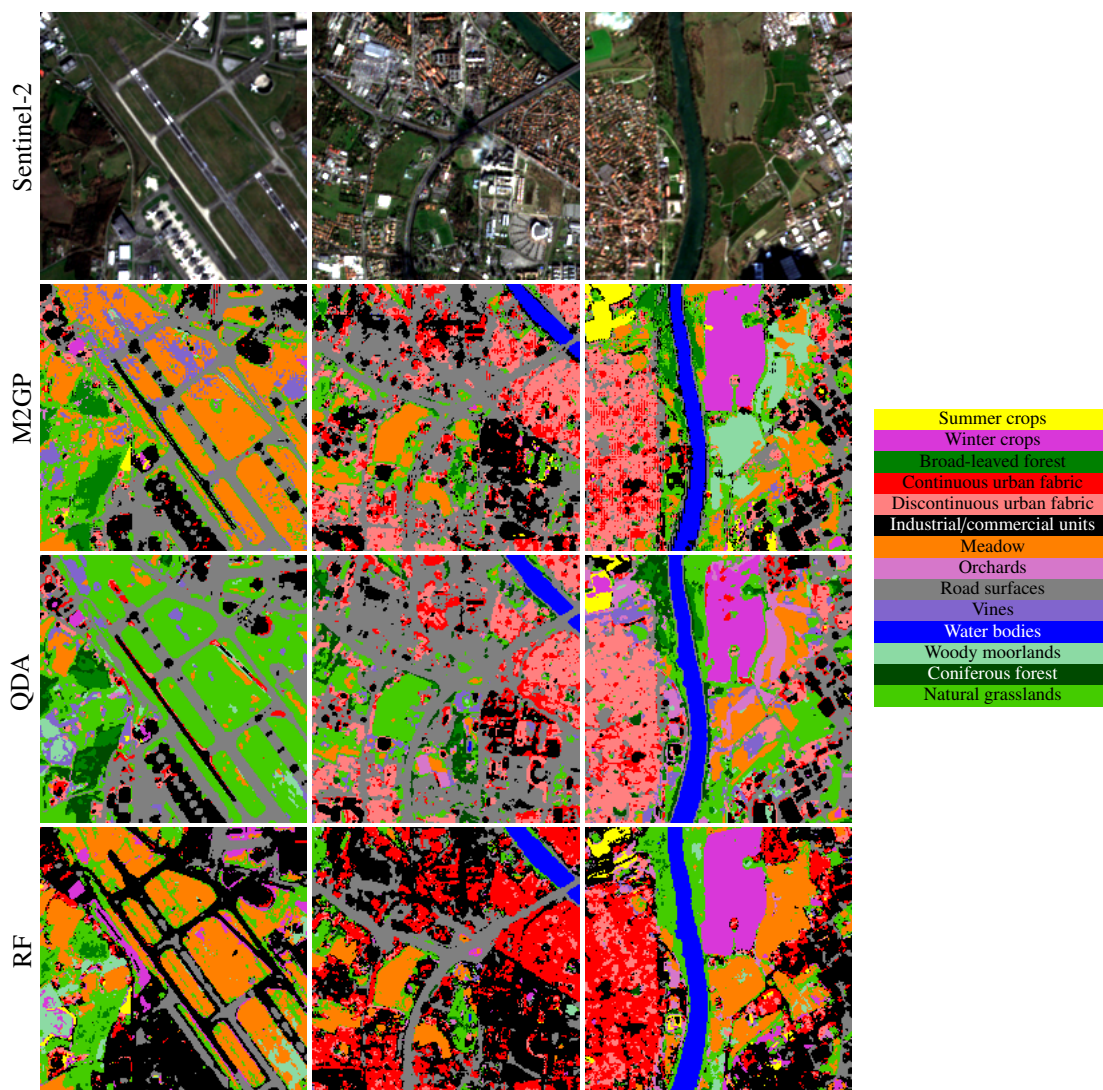 Sentinel-2
M2GP
QDA
RF
Summer crops
Winter crops
Broad-leaved forest
Continuous urban fabric
Discontinuous urban fabric
Industrial/commercial units
Meadow
Orchards
Road surfaces
Vines
Water bodies
Woody moorlands
Coniferous forest
Natural grasslands